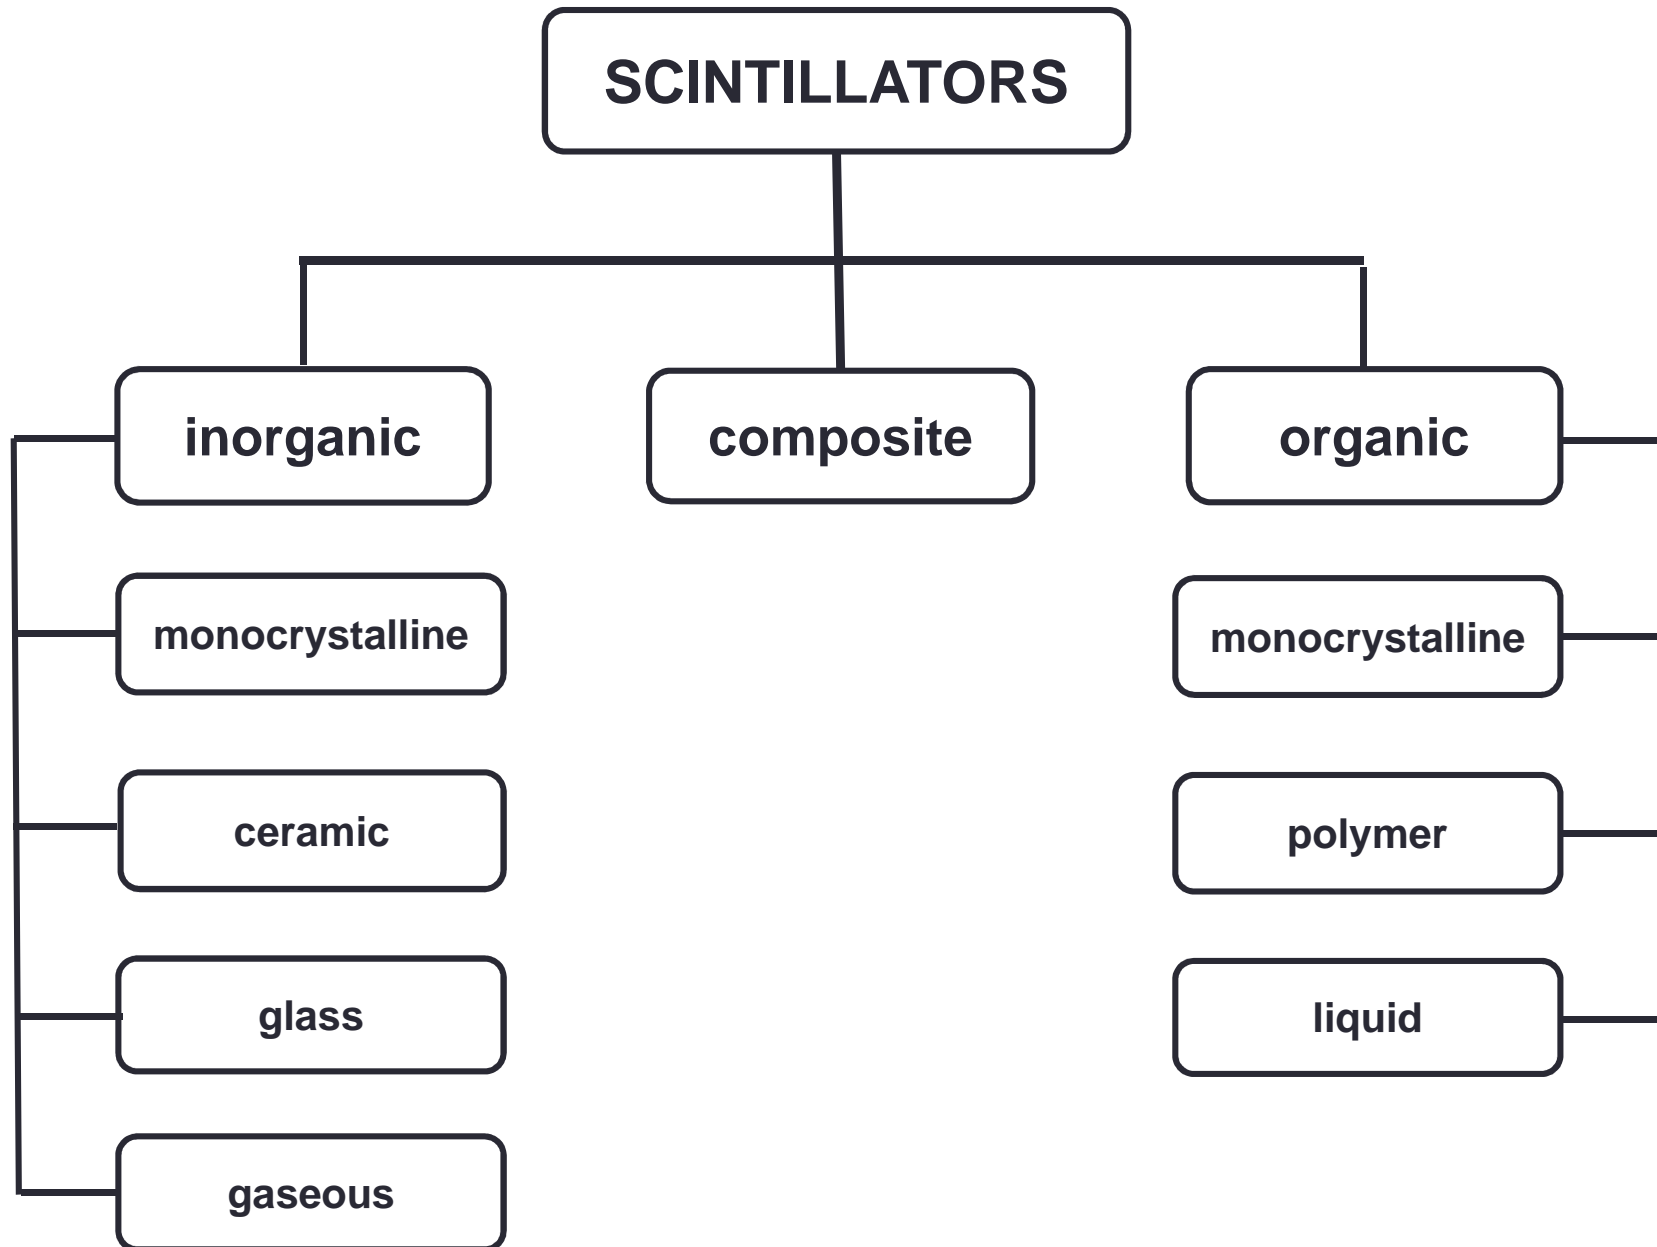 SCINTILLATORS
inorganic
composite
organic
monocrystalline
monocrystalline
ceramic
polymer
glass
liquid
gaseous